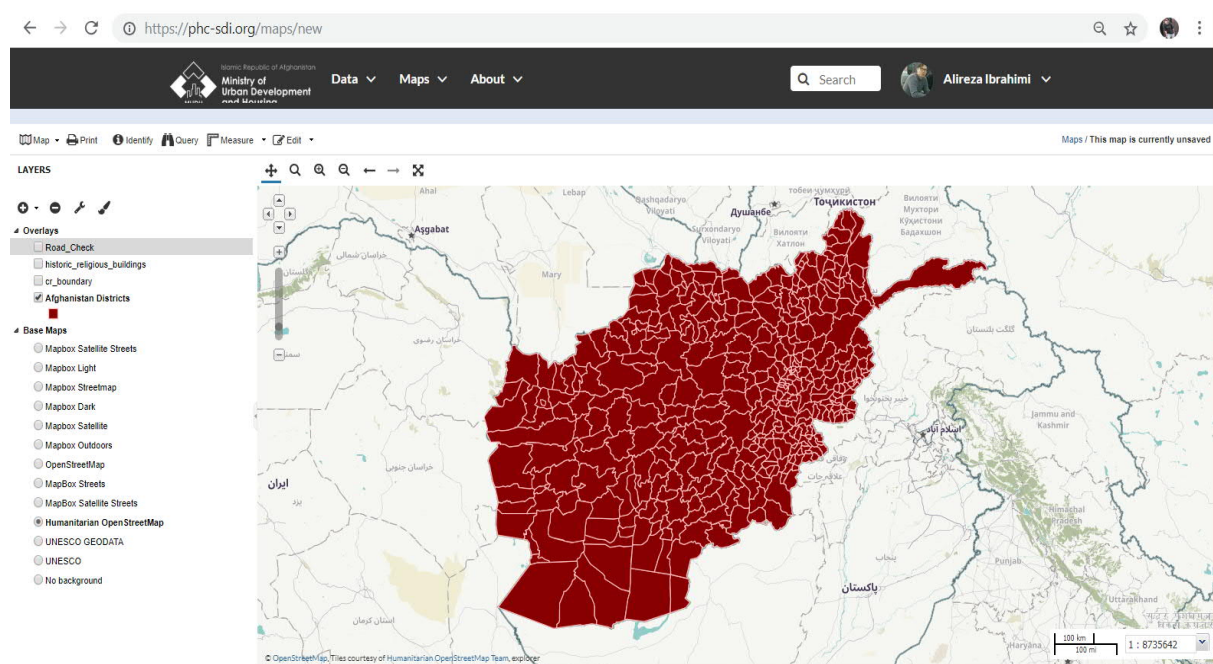 https://phc-sdi.org/maps/new
Islamic Republic of Afghanistan
Ministry of
Urban Development
and Housing
MUDH
Data
Maps
About
Search
Alireza Ibrahimi
Map
Print
Identify
Query
Measure
Edit
Maps / This map is currently unsaved
LAYERS
Overlays
Road_Check
historic_religious_buildings
cr_boundary
Afghanistan Districts
Base Maps
Mapbox Satellite Streets
Mapbox Light
Mapbox Streetmap
Mapbox Dark
Mapbox Satellite
Mapbox Outdoors
OpenStreetMap
MapBox Streets
MapBox Satellite Streets
Humanitarian OpenStreetMap
UNESCO GEODATA
UNESCO
No background
Ahal
Lebap
Aşgabat
Mary
Душанбе
Тоҷикистон
Surxondaryo
Viloyati
Вилояти
Хатлон
Вилояти
Мухтори
Кӯҳистони
Бадахшон
خراسان شمالی
خراسان رضوی
خراسان جنوبی
ایران
یزد
استان کرمان
گلگت بلتستان
خیبر پختونخوا
اسلام آباد
پنجاب
پاکستان
Jammu and
Kashmir
Himachal
Pradesh
Punjab
Uttarakhand
Haryana
100 km
100 mi
1 : 8735642
© OpenStreetMap, Tiles courtesy of Humanitarian OpenStreetMap Team, explorer